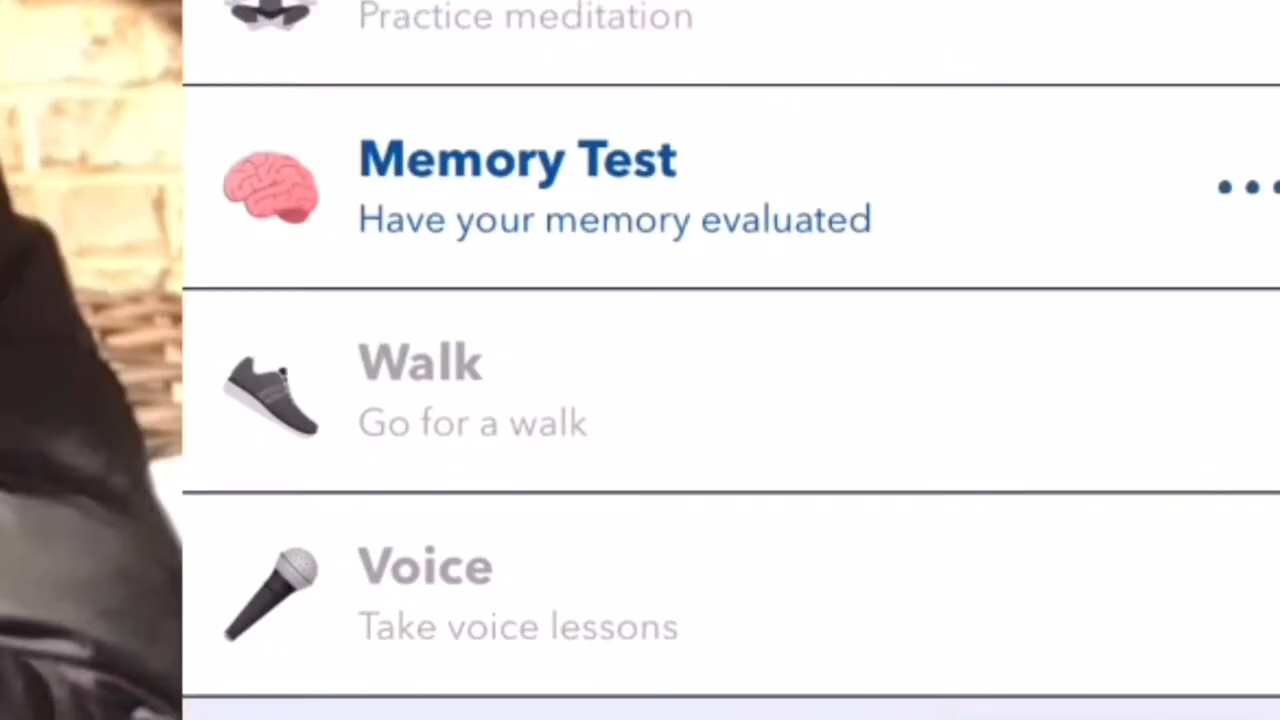 Practice meditation
Memory Test
Have your memory evaluated
Walk
Go for a walk
Voice
Take voice lessons